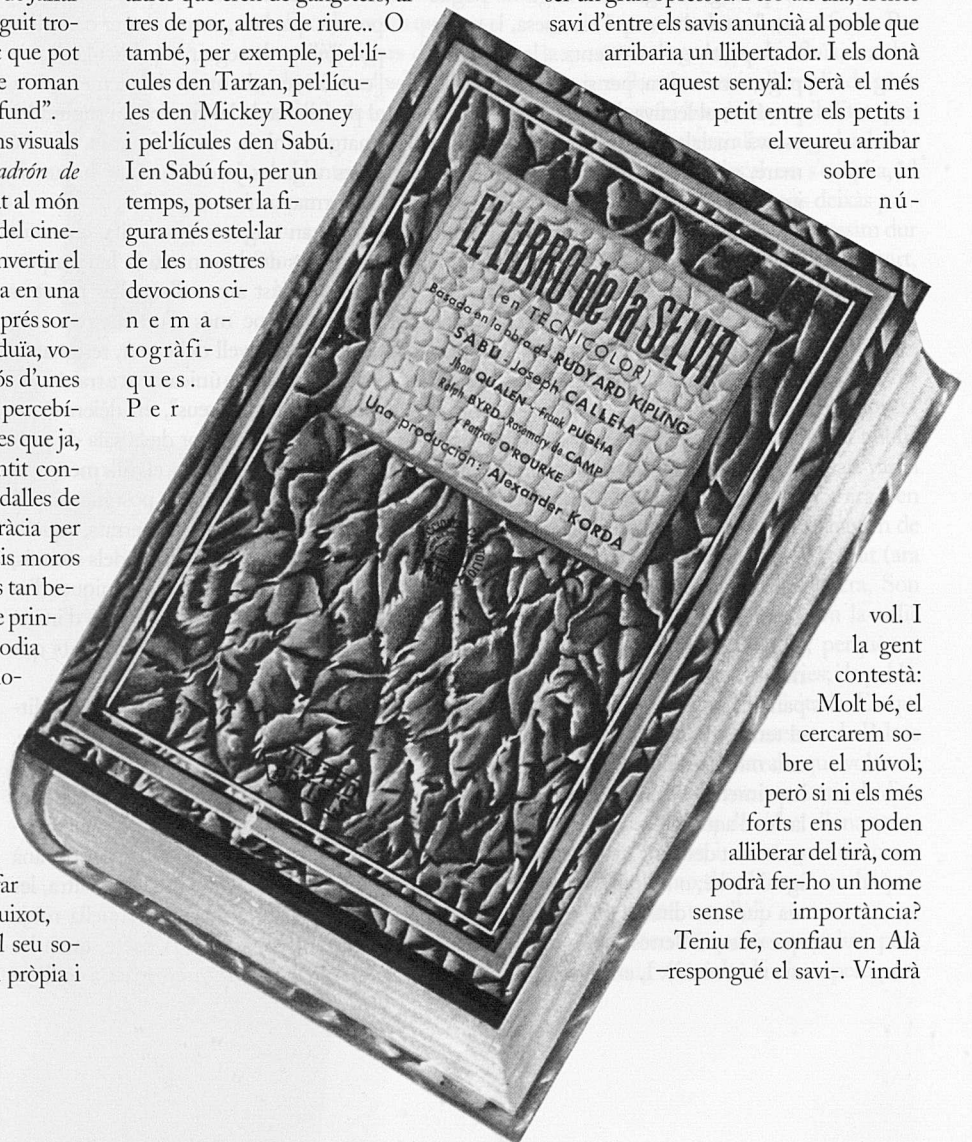 guit tro-
que pot
e roman
fund”.
ns visuals
adrón de
t al món
del cine-
nvertir el
a en una
prés sor-
duïa, vo-
ós d’unes
percebí-
es que ja,
ntit con-
dalles de
ràcia per
is moros
s tan be-
e prin-
odia
o-
far
uixot,
l seu so-
pròpia i
tres de por, altres de riure.. O
també, per exemple, pel·lí-
cules den Tarzan, pel·lícu-
les den Mickey Rooney
i pel·lícules den Sabú.
I en Sabú fou, per un
temps, potser la fi-
gura més estel·lar
de les nostres
devocions ci-
nema
togràfi-
ques.
Per
EL LIBRO de la SELVA
(en TECNICOLOR)
Basada en la obra de RUDYARD KIPLING
SABU - Joseph CALLEIA
Jhon QUALEN - Frank PUGLIA
Ralph BYRD - Rosemary de CAMP
y Patricia O'ROURKE
Una producción: Alexander KORDA
savi d’entre els savis anuncià al poble que
arribaria un llibertador. I els donà
aquest senyal: Serà el més
petit entre els petits i
el veureu arribar
sobre un
nú-
vol. I
la gent
contestà:
Molt bé, el
cercarem so-
bre el núvol;
però si ni els més
forts ens poden
alliberar del tirà, com
podrà fer-ho un home
sense importància?
Teniu fe, confiau en Alà
–respongué el savi-. Vindrà